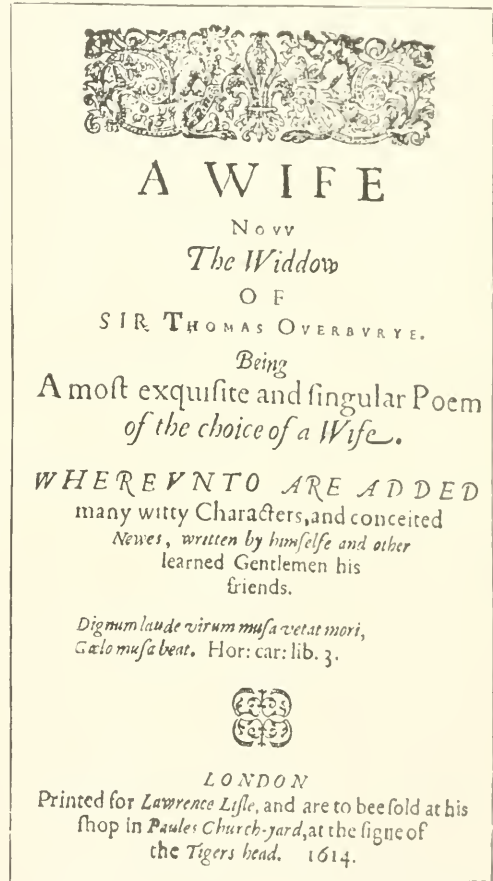 A WIFE
Novv
The Widdow
OF
SIR THOMAS OVERBVRYE.
Being
A moſt exquiſite and ſingular Poem
of the choice of a Wife.
WHEREVNTO ARE ADDED
many witty Characters, and conceited
Newes, written by himſelfe and other
learned Gentlemen his
friends.
Dignum laude virum muſa vetat mori,
Cælo muſa beat. Hor: car: lib. 3.
LONDON
Printed for Lawrence Liſle, and are to bee ſold at his
ſhop in Paules Church-yard, at the ſigne of
the Tigers head. 1614.